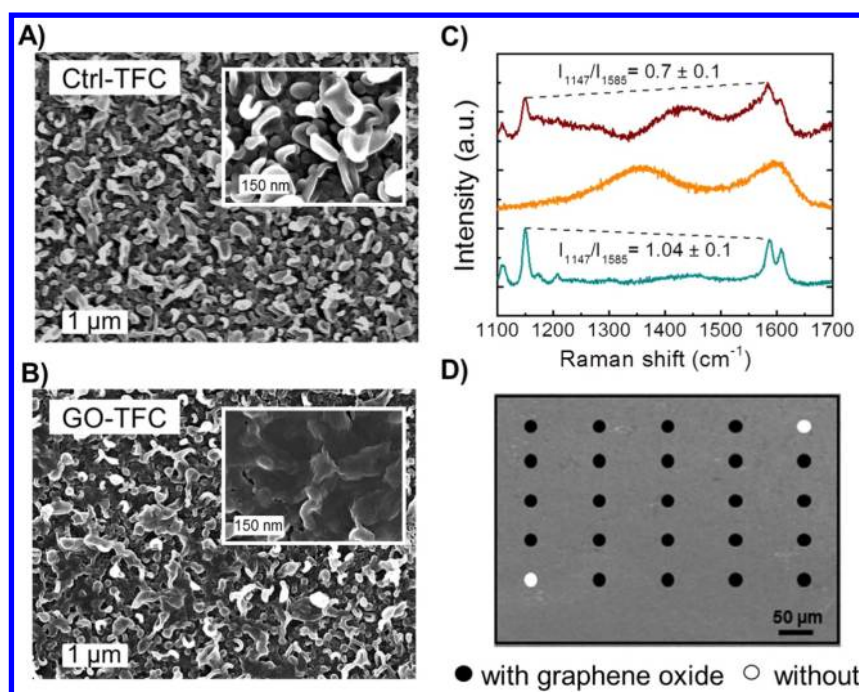 A)
Ctrl-TFC
150 nm
1 µm
B)
GO-TFC
150 nm
1 µm
C)
I1147/I1585= 0.7 ± 0.1
I1147/I1585= 1.04 ± 0.1
Intensity (a.u.)
1100 1200 1300 1400 1500 1600 1700
Raman shift (cm⁻¹)
D)
50 µm
with graphene oxide
without